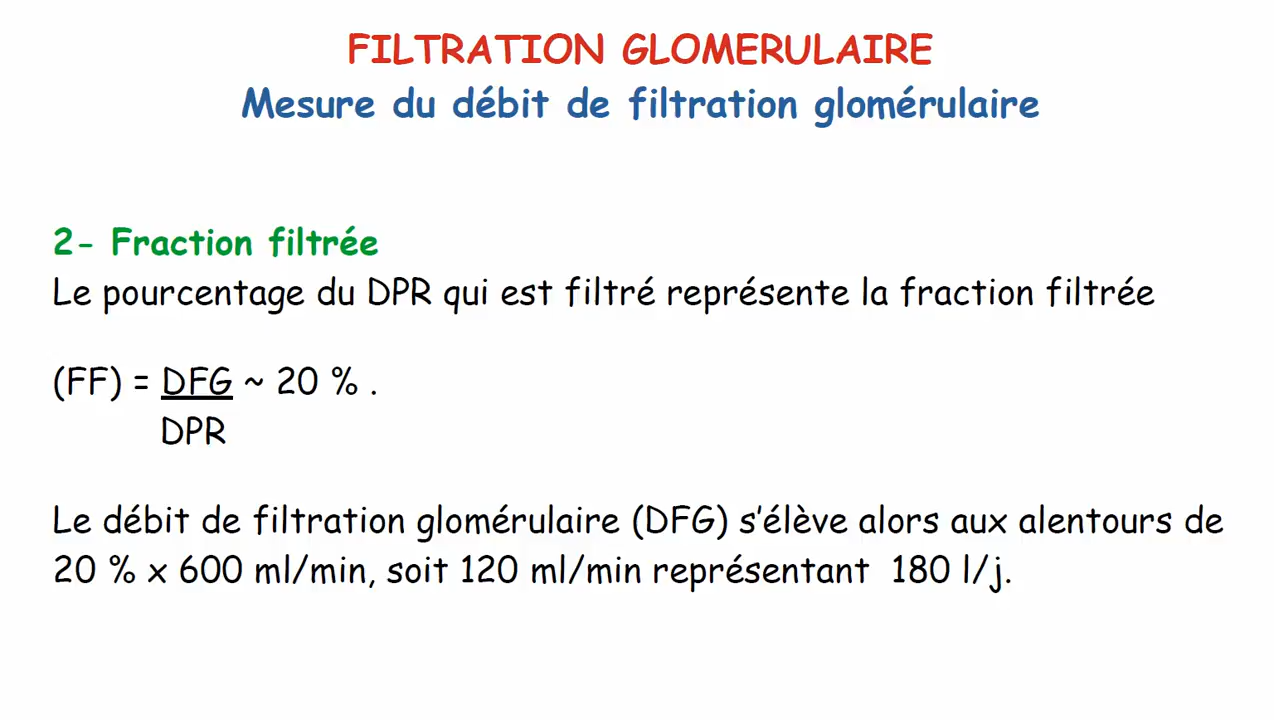 FILTRATION GLOMERULAIRE
Mesure du débit de filtration glomérulaire
2- Fraction filtrée
Le pourcentage du DPR qui est filtré représente la fraction filtrée
(FF) = DFG ~ 20 % .
DPR
Le débit de filtration glomérulaire (DFG) s’élève alors aux alentours de
20 % x 600 ml/min, soit 120 ml/min représentant 180 l/j.